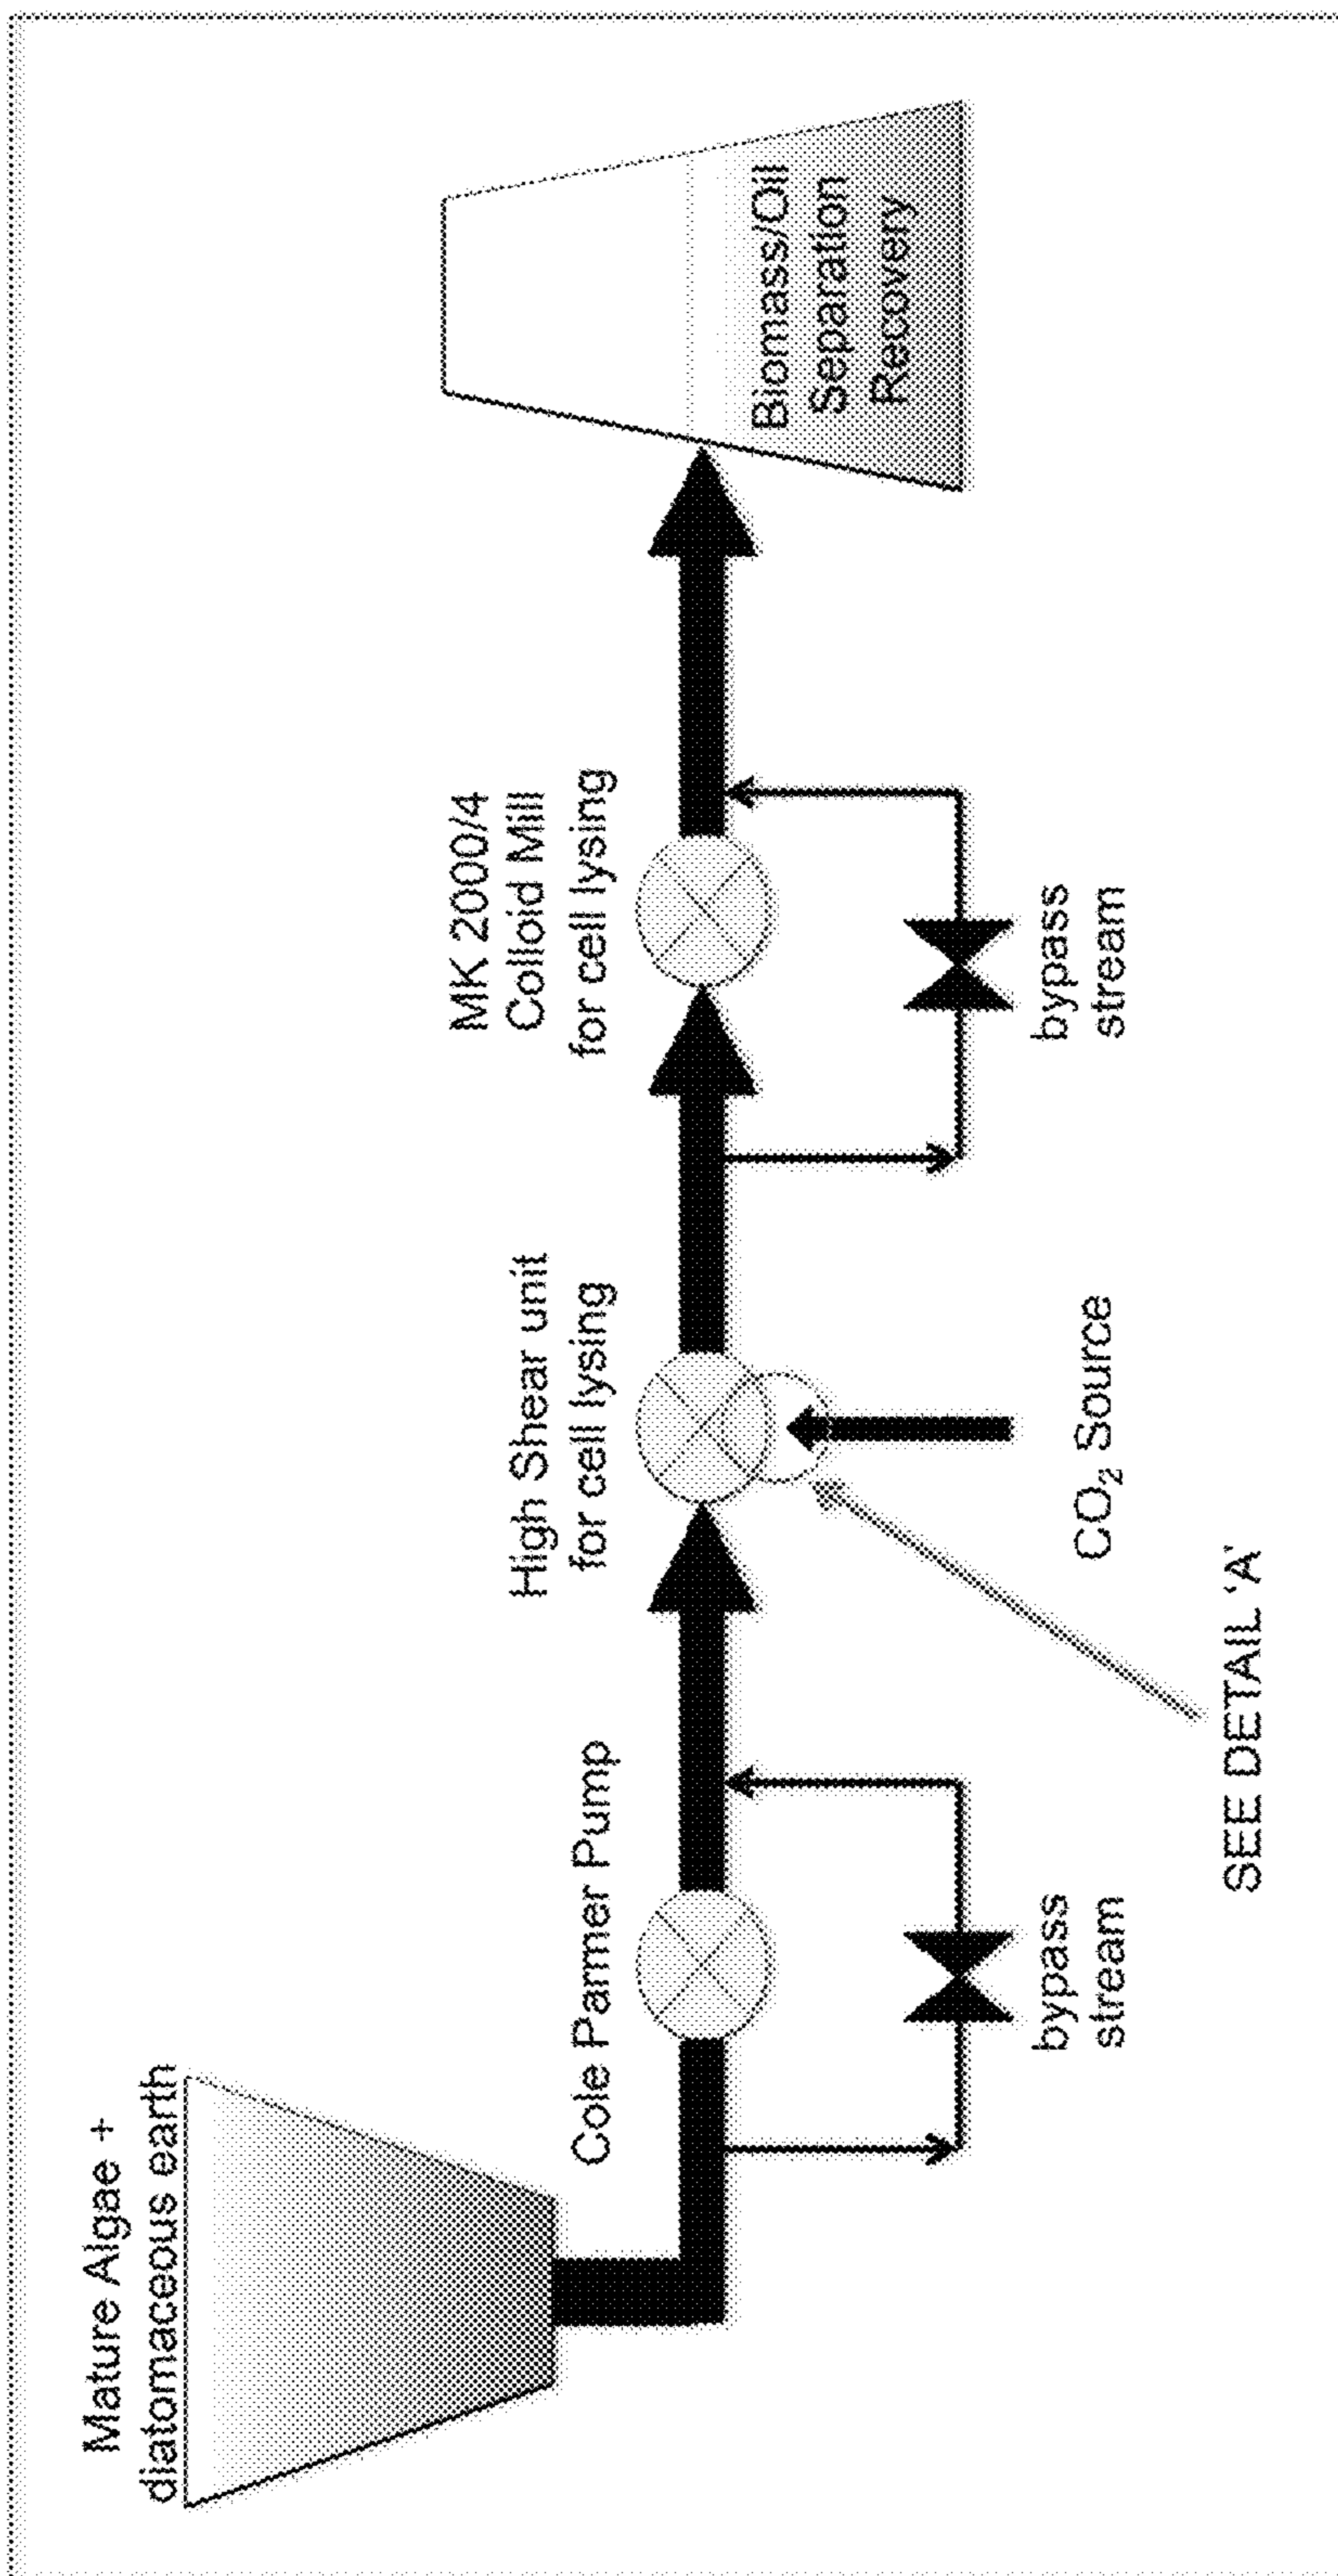 Mature Algae +
diatomaceous earth
Cole Parmer Pump
bypass
stream
High Shear unit
for cell lysing
CO₂ Source
SEE DETAIL 'A'
MK 2000/4
Colloid Mill
for cell lysing
bypass
stream
Biomass/Oil
Separation
Recovery